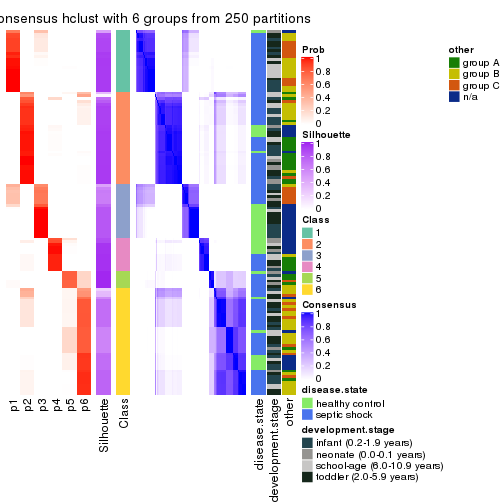 onsensus hclust with 6 groups from 250 partitions
Prob
1
0.8
0.6
0.4
0.2
0
Silhouette
1
0.8
0.6
0.4
0.2
0
Class
1
2
3
4
5
6
Consensus
1
0.8
0.6
0.4
0.2
0
disease.state
healthy control
septic shock
development.stage
infant (0.2-1.9 years)
neonate (0.0-0.1 years)
school-age (6.0-10.9 years)
toddler (2.0-5.9 years)
other
group A
group B
group C
n/a
p1
p2
p3
p4
p5
p6
Silhouette
Class
disease.state
development.stage
other